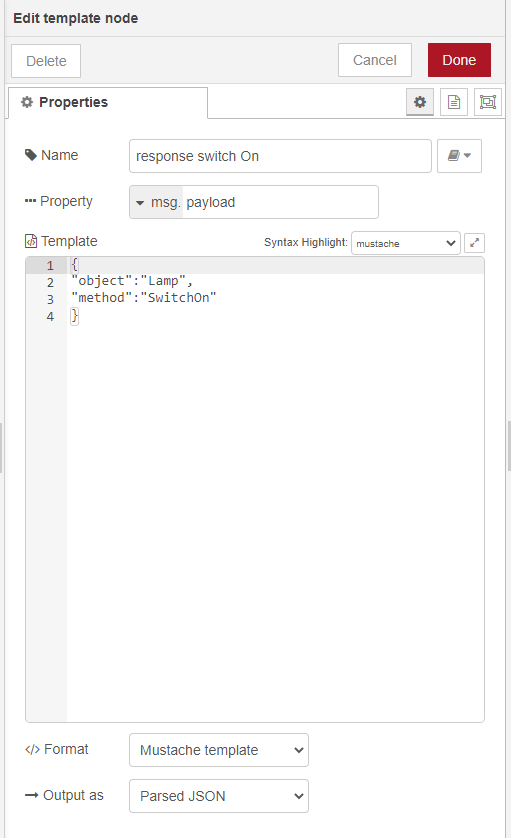 Edit template node
Delete
Cancel
Done
Properties
Name
response switch On
Property
msg. payload
Template
Syntax Highlight: mustache
1 {
2 "object":"Lamp",
3 "method":"SwitchOn"
4 }
</> Format
Mustache template
Output as
Parsed JSON